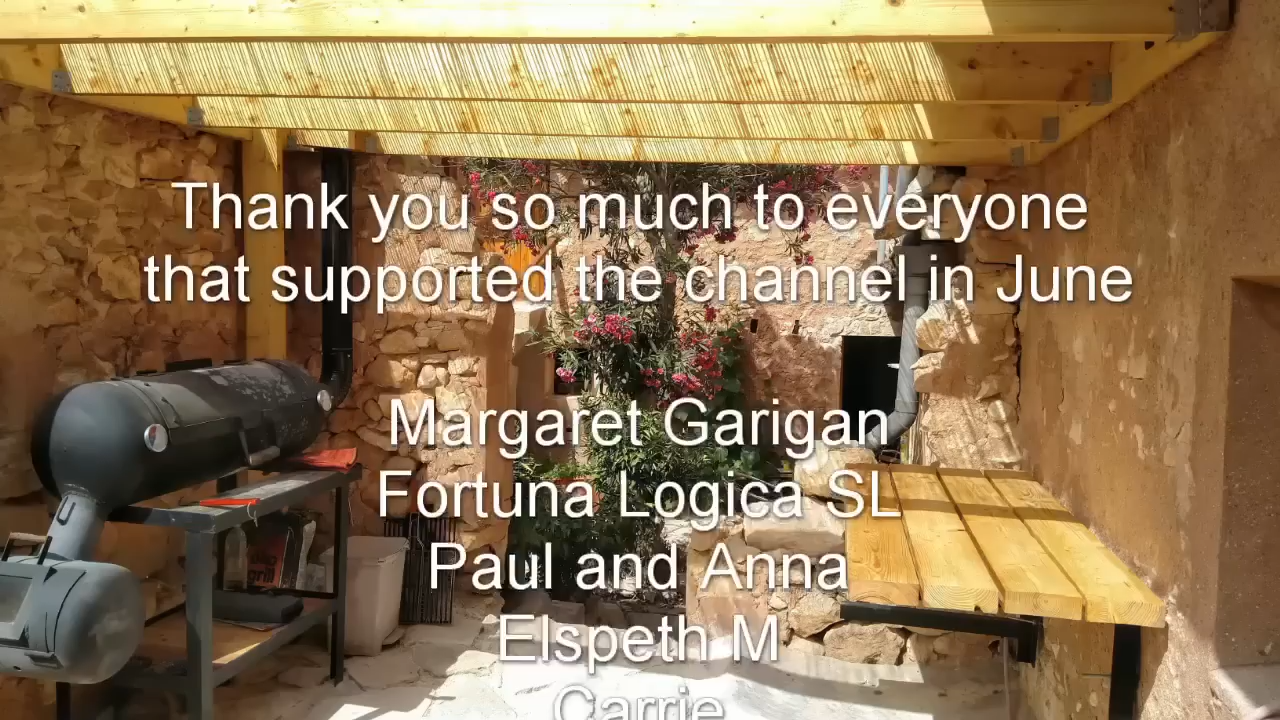 Thank you so much to everyone
that supported the channel in June
Margaret Garigan
Fortuna Logica SL
Paul and Anna
Elspeth M
Carrie
grill